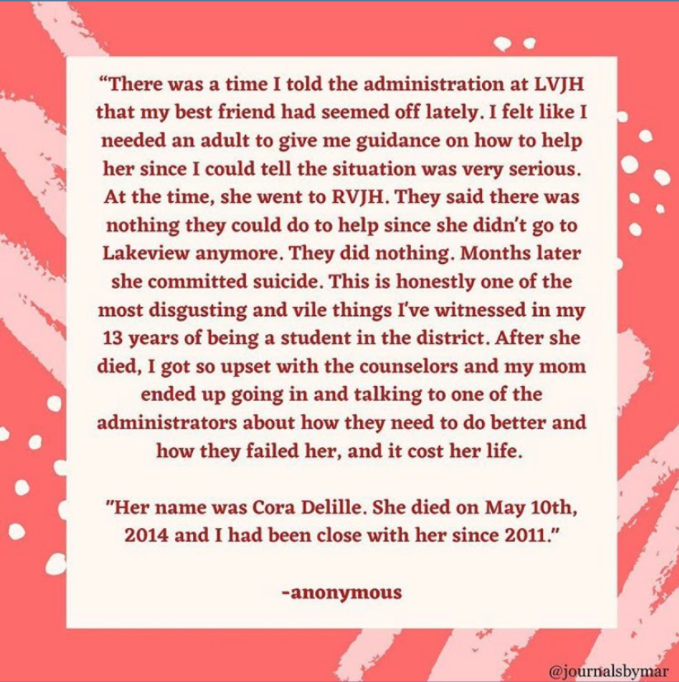 “There was a time I told the administration at LVJH
that my best friend had seemed off lately. I felt like I
needed an adult to give me guidance on how to help
her since I could tell the situation was very serious.
At the time, she went to RVJH. They said there was
nothing they could do to help since she didn't go to
Lakeview anymore. They did nothing. Months later
she committed suicide. This is honestly one of the
most disgusting and vile things I've witnessed in my
13 years of being a student in the district. After she
died, I got so upset with the counselors and my mom
ended up going in and talking to one of the
administrators about how they need to do better and
how they failed her, and it cost her life.
"Her name was Cora Delille. She died on May 10th,
2014 and I had been close with her since 2011."
-anonymous
@journalsbymar